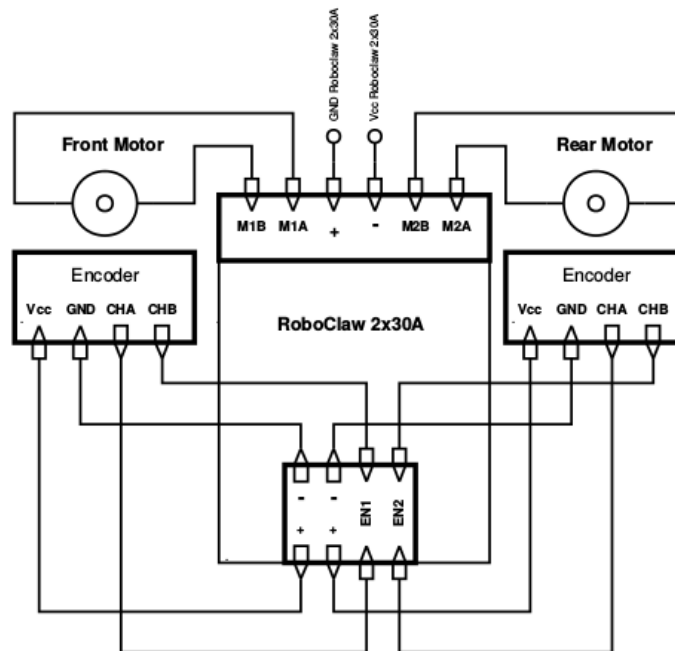 GND Roboclaw 2x30A
Vcc Roboclaw 2x30A
Front Motor
Rear Motor
M1B M1A + - M2B M2A
Encoder
Vcc GND CHA CHB
RoboClaw 2x30A
Encoder
Vcc GND CHA CHB
- - EN1 EN2
+ +